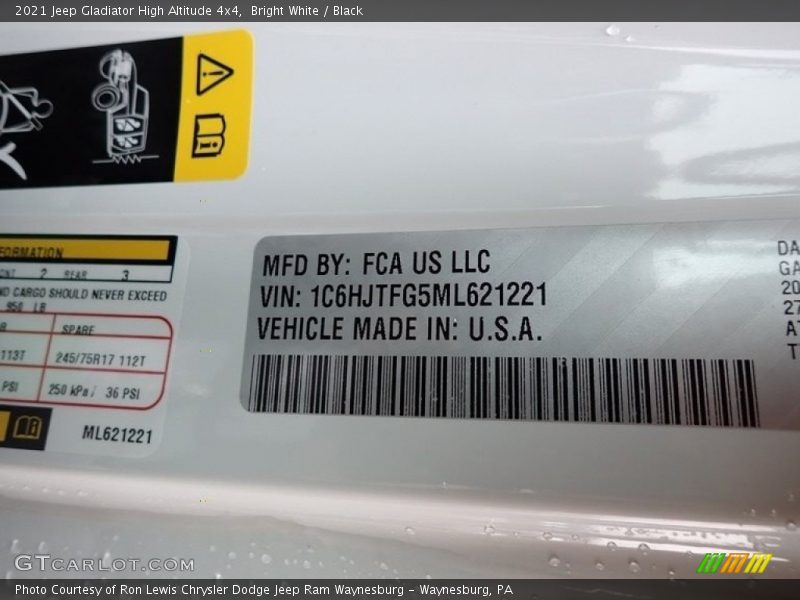 2021 Jeep Gladiator High Altitude 4x4, Bright White / Black
MFD BY: FCA US LLC
VIN: 1C6HJTFG5ML621221
VEHICLE MADE IN: U.S.A.
2 REAR 3
CARGO SHOULD NEVER EXCEED
950 LB
SPARE
113T 245/75R17 112T
PSI 250 kPa / 36 PSI
ML621221
GTCARLOT.COM
Photo Courtesy of Ron Lewis Chrysler Dodge Jeep Ram Waynesburg - Waynesburg, PA